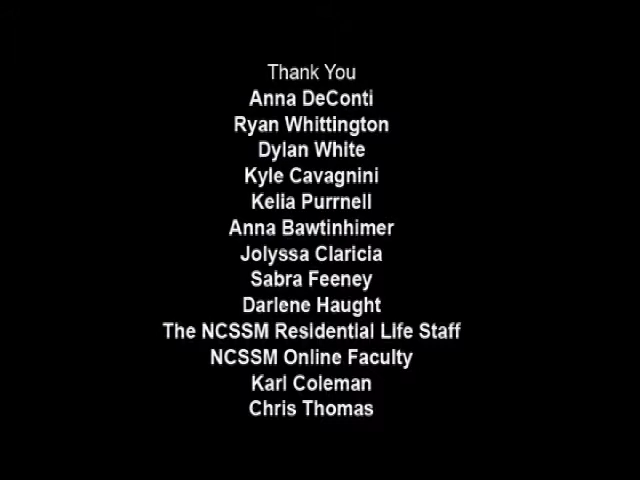 Thank You
Anna DeConti
Ryan Whittington
Dylan White
Kyle Cavagnini
Kelia Purrnell
Anna Bawtinhimer
Jolyssa Claricia
Sabra Feeney
Darlene Haught
The NCSSM Residential Life Staff
NCSSM Online Faculty
Karl Coleman
Chris Thomas